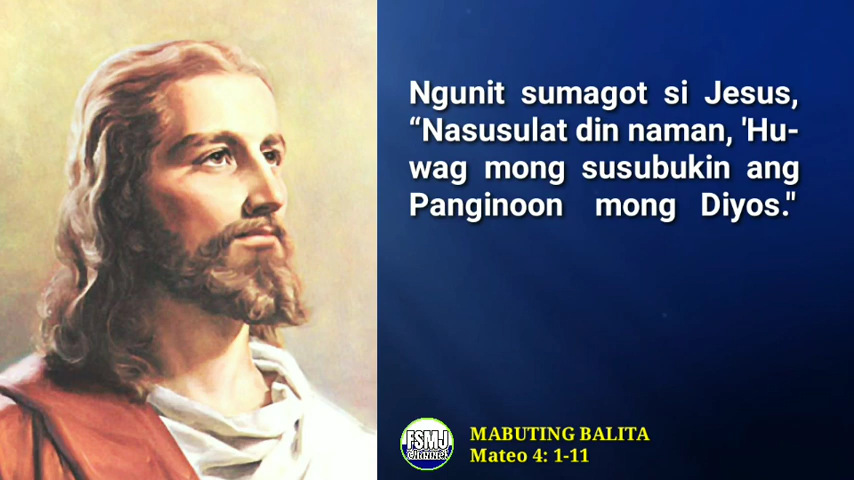 Ngunit sumagot si Jesus,
“Nasusulat din naman, 'Hu-
wag mong susubukin ang
Panginoon mong Diyos."
FSMJ
Channel
MABUTING BALITA
Mateo 4: 1-11